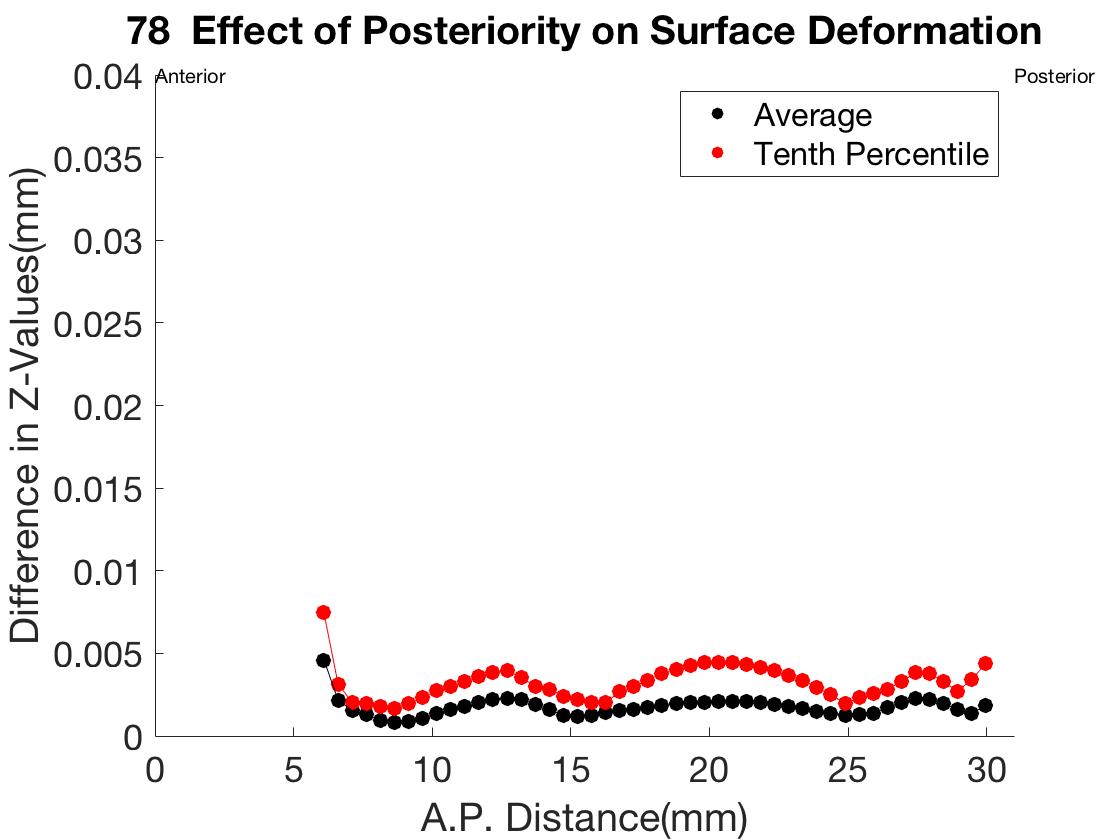 78  Effect of Posteriority on Surface Deformation
Anterior
Posterior
Average
Tenth Percentile
Difference in Z-Values(mm)
0.04
0.035
0.03
0.025
0.02
0.015
0.01
0.005
0
0 5 10 15 20 25 30
A.P. Distance(mm)